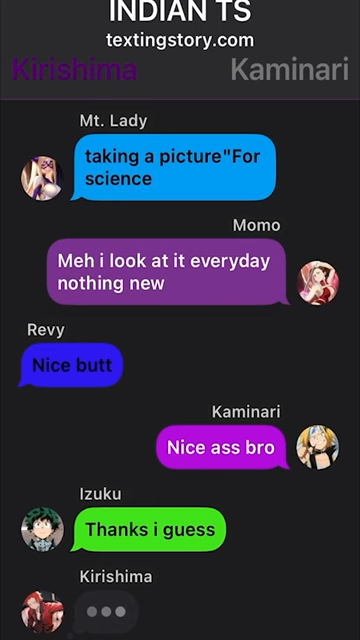 INDIAN TS
textingstory.com
Kirishima Kaminari
Mt. Lady
taking a picture"For
science
Momo
Meh i look at it everyday
nothing new
Revy
Nice butt
Kaminari
Nice ass bro
Izuku
Thanks i guess
Kirishima